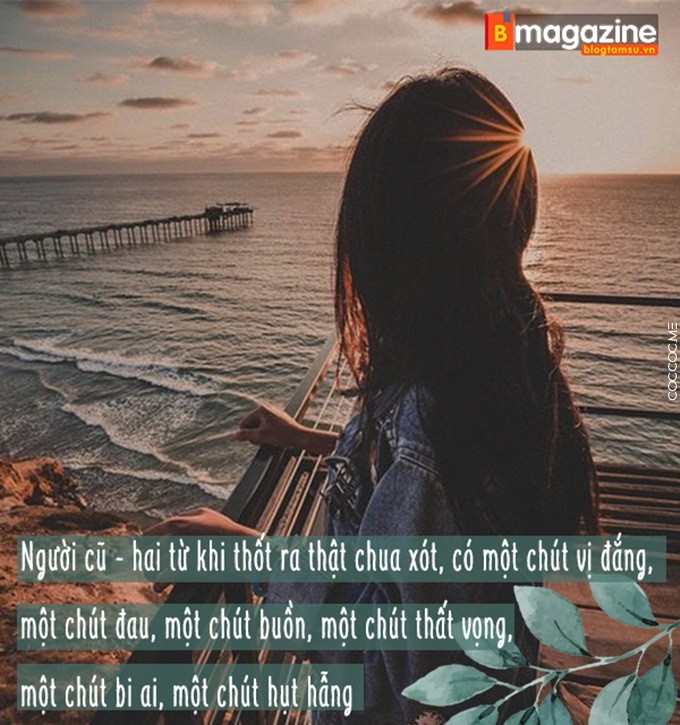 B magazine
blogtamsu.vn
COCCOC.ME
Người cũ - hai từ khi thốt ra thật chua xót, có một chút vị đắng,
một chút đau, một chút buồn, một chút thất vọng,
một chút bi ai, một chút hụt hẫng